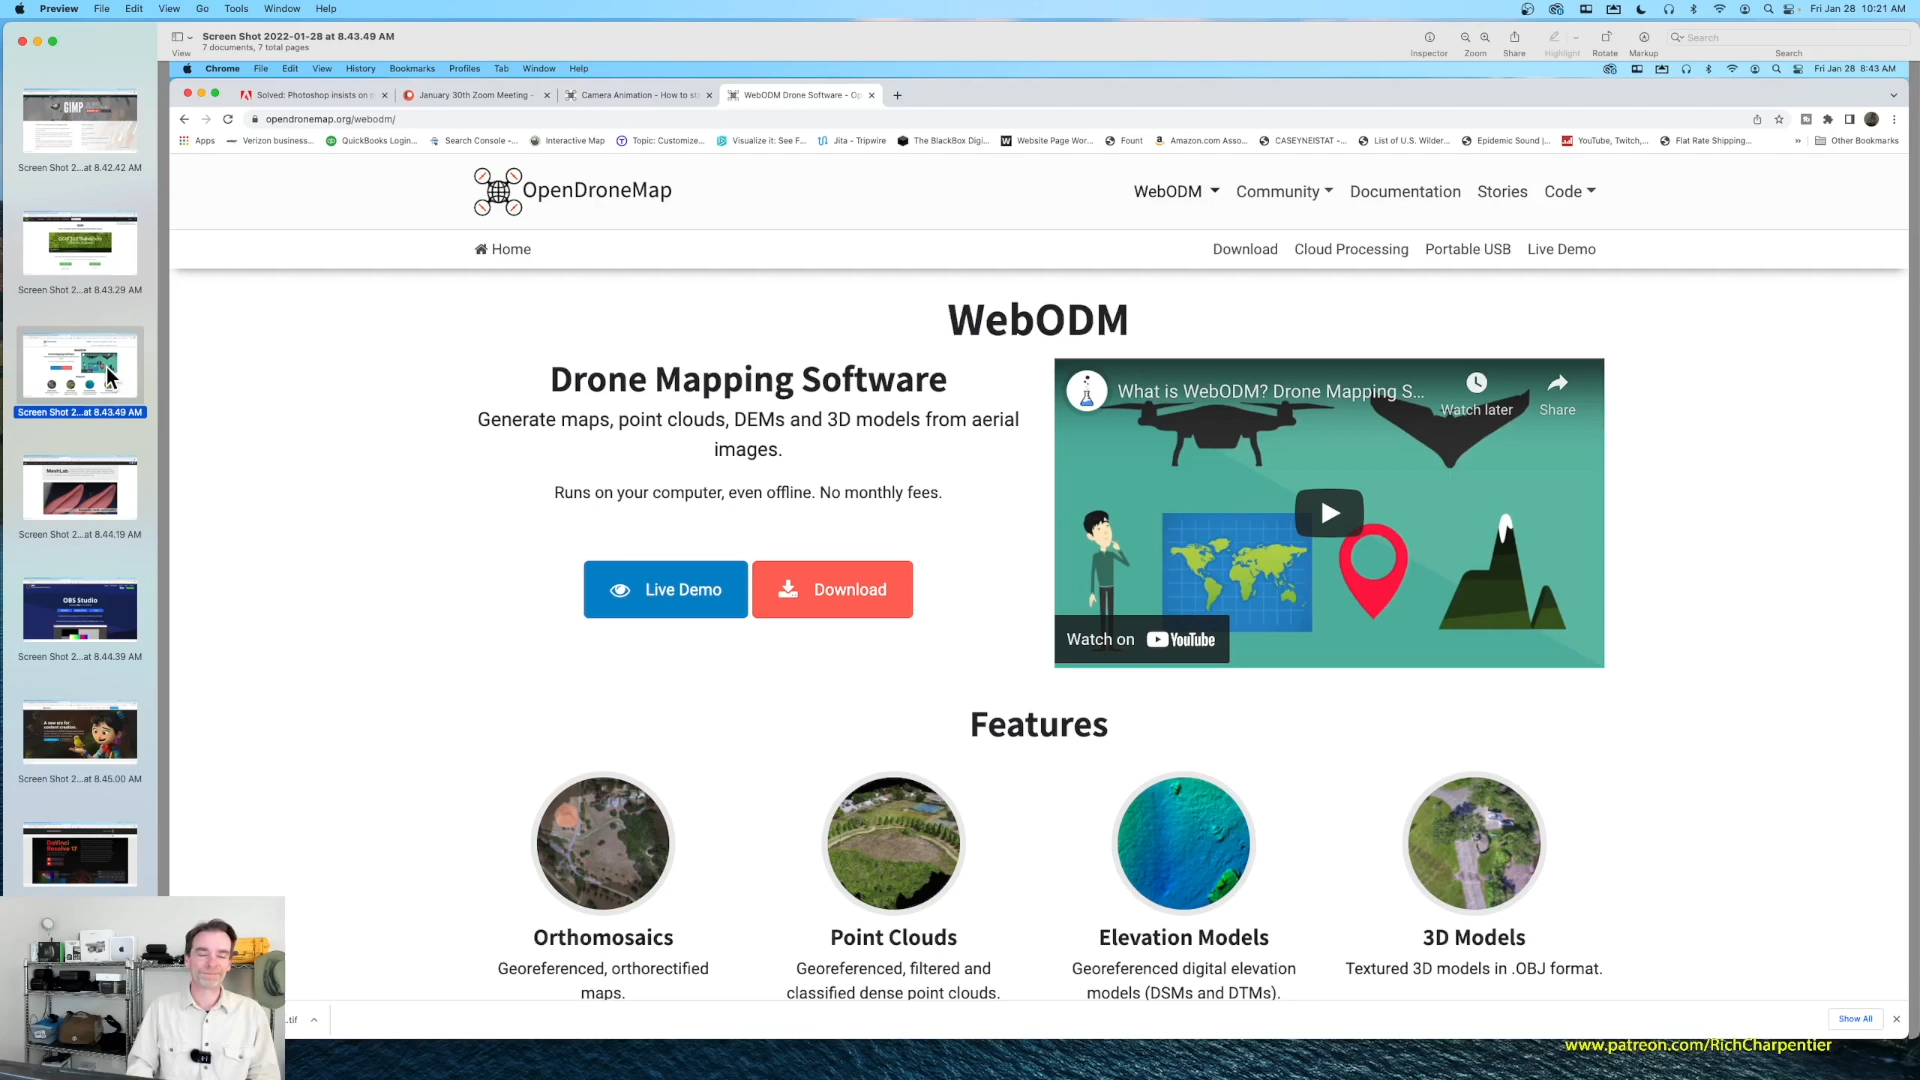 Preview File Edit View Go Tools Window Help
Fri Jan 28 10:21 AM
Screen Shot 2022-01-28 at 8.43.49 AM
7 documents, 7 total pages
View
Inspector Zoom Share Highlight Rotate Markup Search
Search
Chrome File Edit View History Bookmarks Profiles Tab Window Help
Fri Jan 28 8:43 AM
Solved: Photoshop insists on
January 30th Zoom Meeting -
Camera Animation - How to
WebODM Drone Software - Op
opendronemap.org/webodm/
Apps Verizon business... QuickBooks Login... Search Console -... Interactive Map Topic: Customize... Visualize it: See F... Jita - Tripwire The BlackBox Digi... Website Page Wor... Fount Amazon.com Asso... CASEYNEISTAT -... List of U.S. Wilder... Epidemic Sound |... YouTube, Twitch,... Flat Rate Shipping... » Other Bookmarks
OpenDroneMap
WebODM Community Documentation Stories Code
Home
Download Cloud Processing Portable USB Live Demo
WebODM
Drone Mapping Software
Generate maps, point clouds, DEMs and 3D models from aerial
images.
Runs on your computer, even offline. No monthly fees.
Live Demo
Download
What is WebODM? Drone Mapping S...
Watch later
Share
Watch on YouTube
Features
Orthomosaics
Georeferenced, orthorectified
maps.
Point Clouds
Georeferenced, filtered and
classified dense point clouds.
Elevation Models
Georeferenced digital elevation
models (DSMs and DTMs).
3D Models
Textured 3D models in .OBJ format.
GIMP
Screen Shot 2...at 8.42.42 AM
Screen Shot 2...at 8.43.29 AM
Screen Shot 2...at 8.43.49 AM
MeshLab
Screen Shot 2...at 8.44.19 AM
OBS Studio
Screen Shot 2...at 8.44.39 AM
A new era for
content creation.
Screen Shot 2...at 8.45.00 AM
DaVinci
Resolve 17
.tif
Show All
www.patreon.com/RichCharpentier